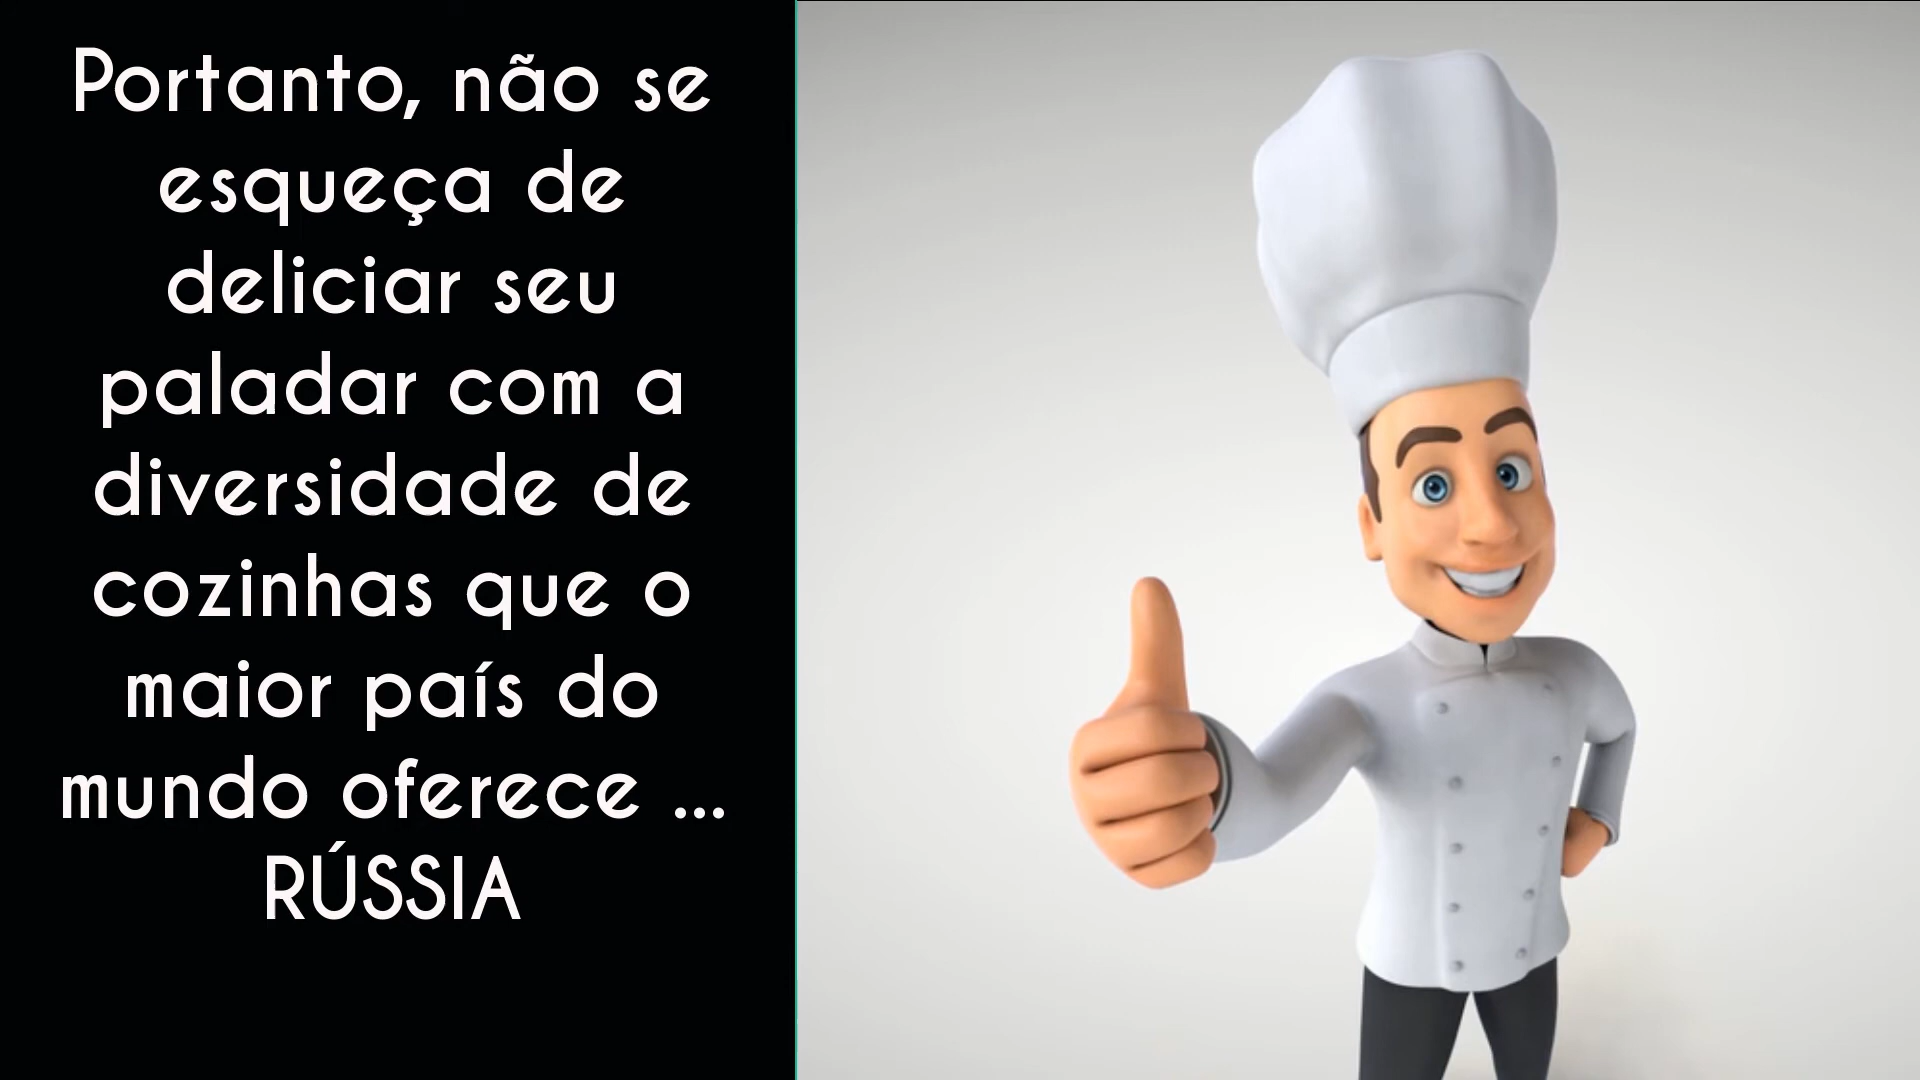 Portanto, não se
esqueça de
deliciar seu
paladar com a
diversidade de
cozinhas que o
maior país do
mundo oferece ...
RÚSSIA